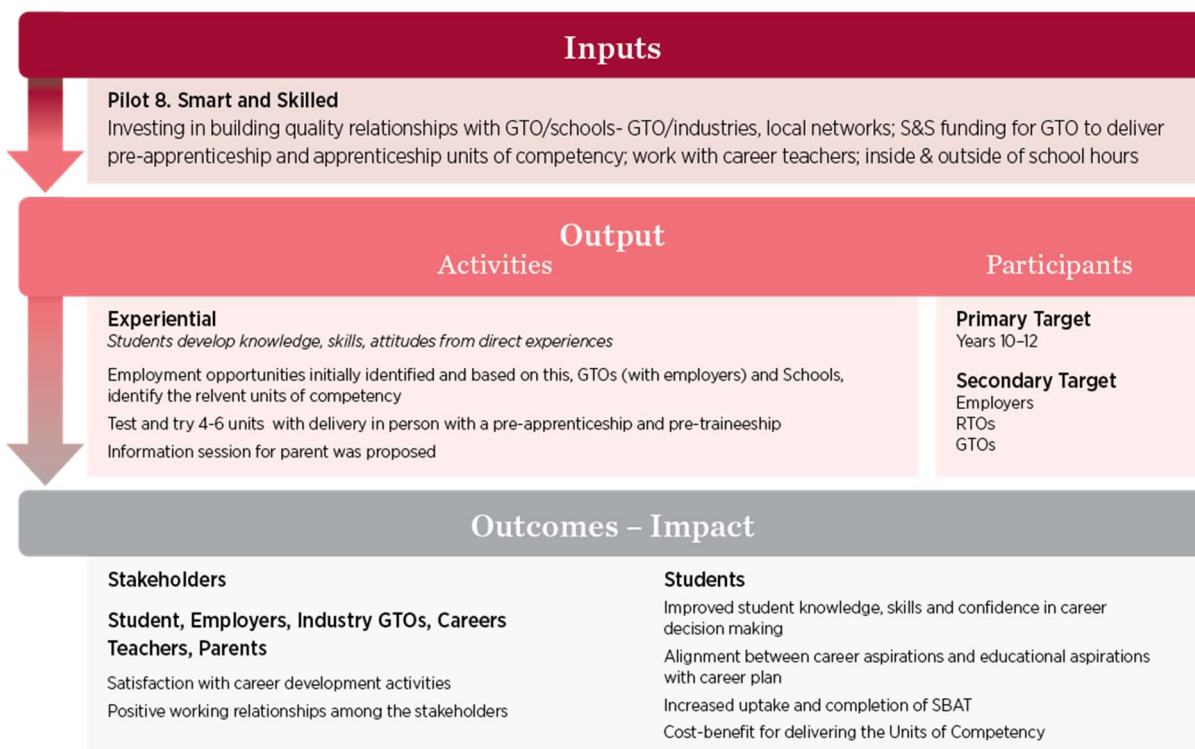 Inputs
Pilot 8. Smart and Skilled
Investing in building quality relationships with GTO/schools- GTO/industries, local networks; S&S funding for GTO to deliver
pre-apprenticeship and apprenticeship units of competency; work with career teachers; inside & outside of school hours
Output
Activities
Participants
Experiential
Students develop knowledge, skills, attitudes from direct experiences
Employment opportunities initially identified and based on this, GTOs (with employers) and Schools,
identify the relvent units of competency
Test and try 4-6 units with delivery in person with a pre-apprenticeship and pre-traineeship
Information session for parent was proposed
Primary Target
Years 10–12
Secondary Target
Employers
RTOs
GTOs
Outcomes – Impact
Stakeholders
Student, Employers, Industry GTOs, Careers
Teachers, Parents
Satisfaction with career development activities
Positive working relationships among the stakeholders
Students
Improved student knowledge, skills and confidence in career
decision making
Alignment between career aspirations and educational aspirations
with career plan
Increased uptake and completion of SBAT
Cost-benefit for delivering the Units of Competency